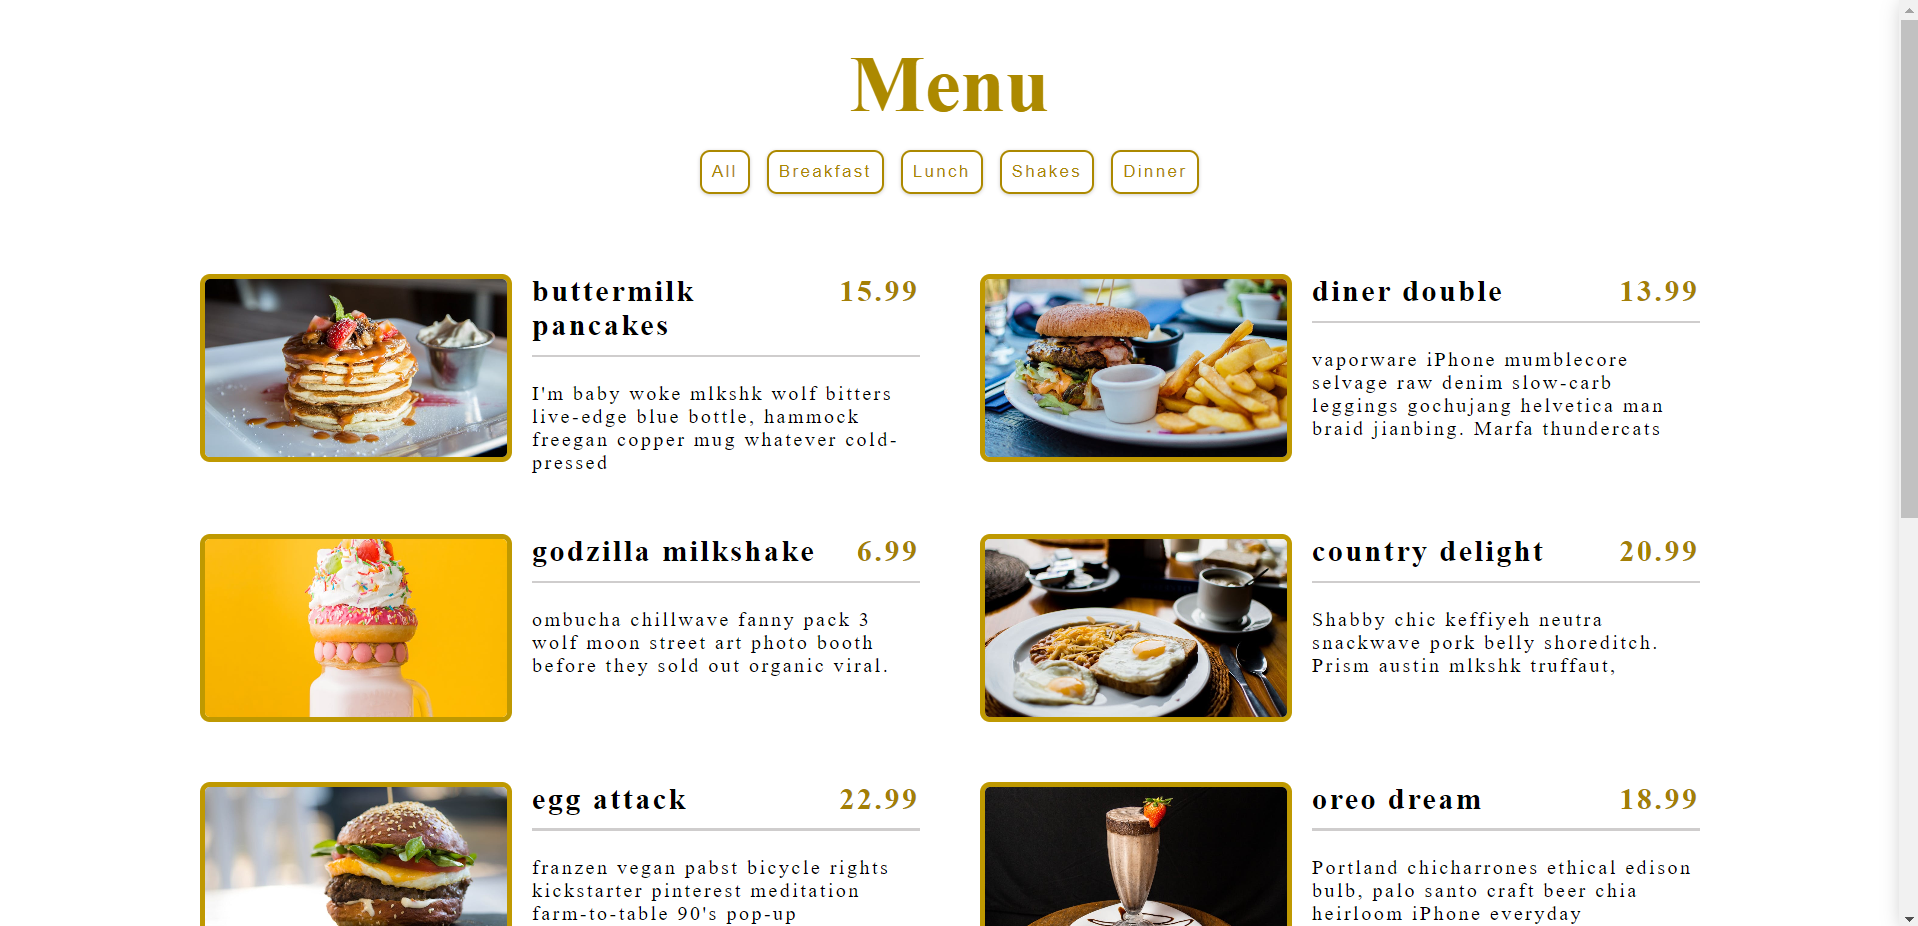 Menu
All
Breakfast
Lunch
Shakes
Dinner
buttermilk
pancakes
15.99
I'm baby woke mlkshk wolf bitters
live-edge blue bottle, hammock
freegan copper mug whatever cold-
pressed
diner double
13.99
vaporware iPhone mumblecore
selvage raw denim slow-carb
leggings gochujang helvetica man
braid jianbing. Marfa thundercats
godzilla milkshake
6.99
ombucha chillwave fanny pack 3
wolf moon street art photo booth
before they sold out organic viral.
country delight
20.99
Shabby chic keffiyeh neutra
snackwave pork belly shoreditch.
Prism austin mlkshk truffaut,
egg attack
22.99
franzen vegan pabst bicycle rights
kickstarter pinterest meditation
farm-to-table 90's pop-up
oreo dream
18.99
Portland chicharrones ethical edison
bulb, palo santo craft beer chia
heirloom iPhone everyday